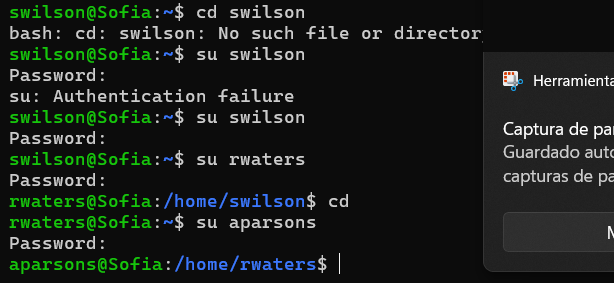 swilson@Sofia:~$ cd swilson
bash: cd: swilson: No such file or director
swilson@Sofia:~$ su swilson
Password:
su: Authentication failure
swilson@Sofia:~$ su swilson
Password:
swilson@Sofia:~$ su rwaters
Password:
rwaters@Sofia:/home/swilson$ cd
rwaters@Sofia:~$ su aparsons
Password:
aparsons@Sofia:/home/rwaters$
Herramienta
Captura de pa
Guardado auto
capturas de pa